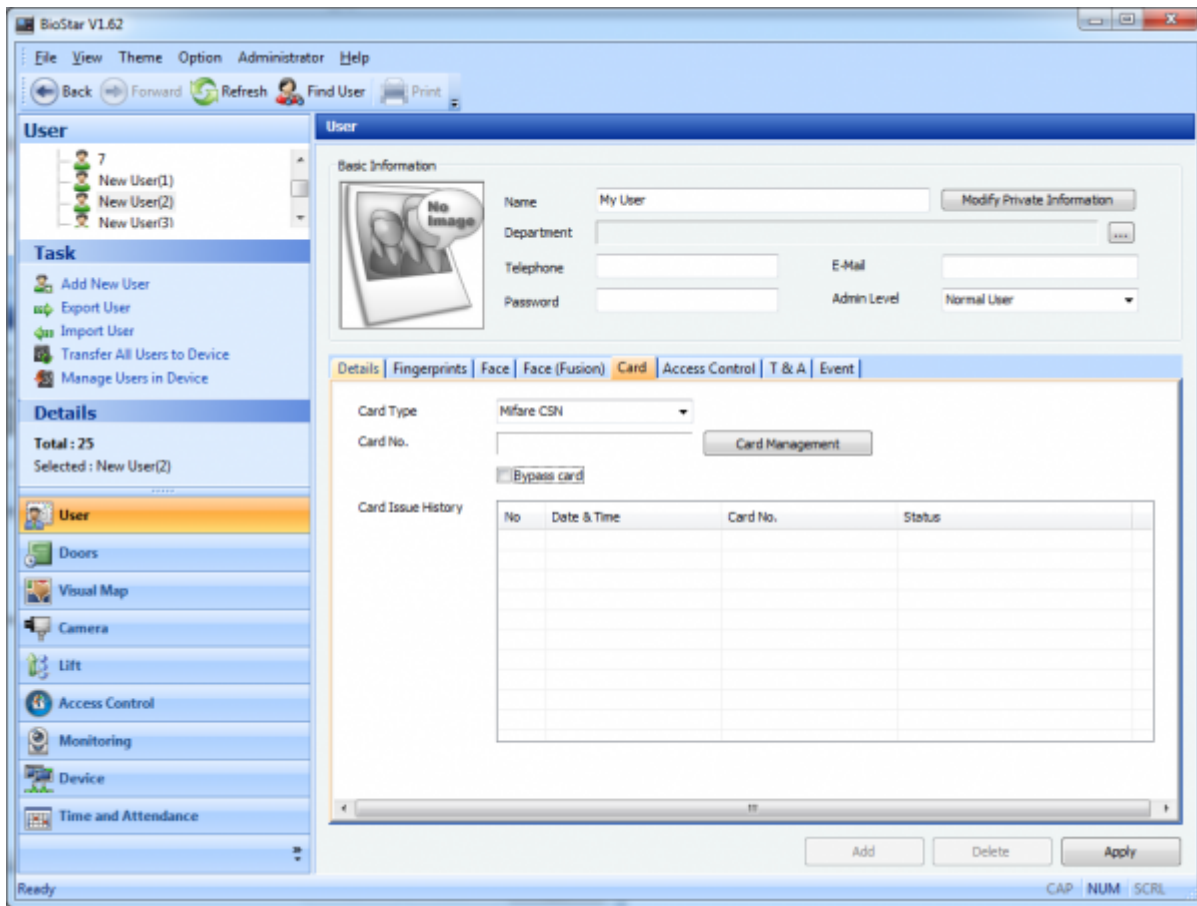 BioStar V1.62
File View Theme Option Administrator Help
Back Forward Refresh Find User Print
User
7
New User(1)
New User(2)
New User(3)
Task
Add New User
Export User
Import User
Transfer All Users to Device
Manage Users in Device
Details
Total : 25
Selected : New User(2)
User
Doors
Visual Map
Camera
Lift
Access Control
Monitoring
Device
Time and Attendance
User
Basic Information
No Image
Name My User Modify Private Information
Department ...
Telephone E-Mail
Password Admin Level Normal User
Details Fingerprints Face Face (Fusion) Card Access Control T & A Event
Card Type Mifare CSN
Card No. Card Management
Bypass card
Card Issue History
No Date & Time Card No. Status
Add Delete Apply
Ready CAP NUM SCRL